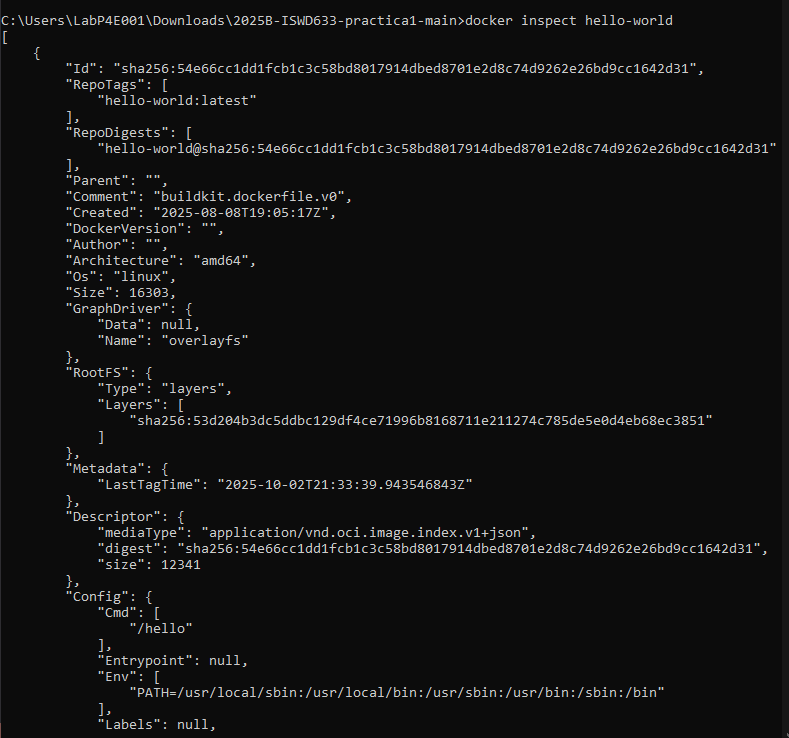 C:\Users\LabP4E001\Downloads\2025B-ISWD633-practica1-main>docker inspect hello-world
[
    {
        "Id": "sha256:54e66cc1dd1fcb1c3c58bd8017914dbed8701e2d8c74d9262e26bd9cc1642d31",
        "RepoTags": [
            "hello-world:latest"
        ],
        "RepoDigests": [
            "hello-world@sha256:54e66cc1dd1fcb1c3c58bd8017914dbed8701e2d8c74d9262e26bd9cc1642d31"
        ],
        "Parent": "",
        "Comment": "buildkit.dockerfile.v0",
        "Created": "2025-08-08T19:05:17Z",
        "DockerVersion": "",
        "Author": "",
        "Architecture": "amd64",
        "Os": "linux",
        "Size": 16303,
        "GraphDriver": {
            "Data": null,
            "Name": "overlayfs"
        },
        "RootFS": {
            "Type": "layers",
            "Layers": [
                "sha256:53d204b3dc5ddbc129df4ce71996b8168711e211274c785de5e0d4eb68ec3851"
            ]
        },
        "Metadata": {
            "LastTagTime": "2025-10-02T21:33:39.943546843Z"
        },
        "Descriptor": {
            "mediaType": "application/vnd.oci.image.index.v1+json",
            "digest": "sha256:54e66cc1dd1fcb1c3c58bd8017914dbed8701e2d8c74d9262e26bd9cc1642d31",
            "size": 12341
        },
        "Config": {
            "Cmd": [
                "/hello"
            ],
            "Entrypoint": null,
            "Env": [
                "PATH=/usr/local/sbin:/usr/local/bin:/usr/sbin:/usr/bin:/sbin:/bin"
            ],
            "Labels": null,